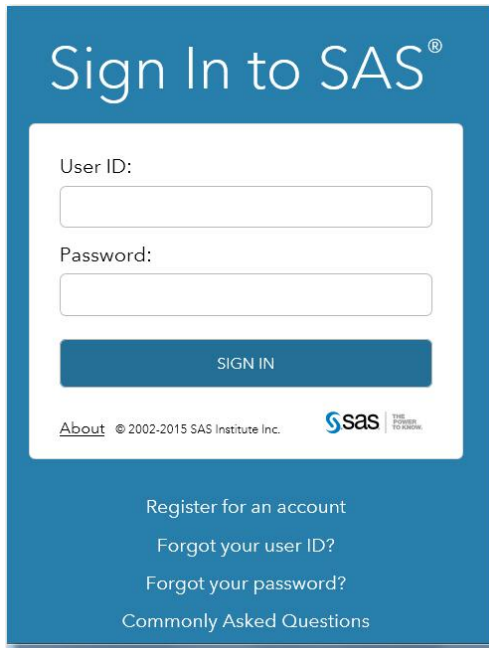 Sign In to SAS®
User ID:
Password:
SIGN IN
About © 2002-2015 SAS Institute Inc.
sas THE POWER TO KNOW.
Register for an account
Forgot your user ID?
Forgot your password?
Commonly Asked Questions